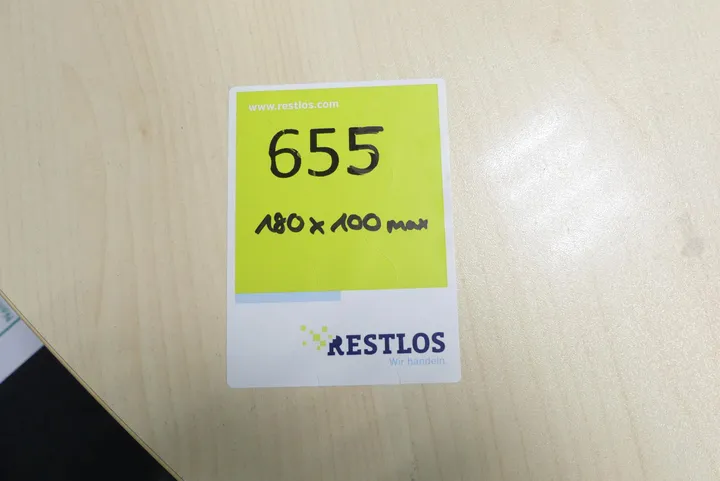 www.restlos.com
655
180 x 100 max
RESTLOS
Wir handeln.